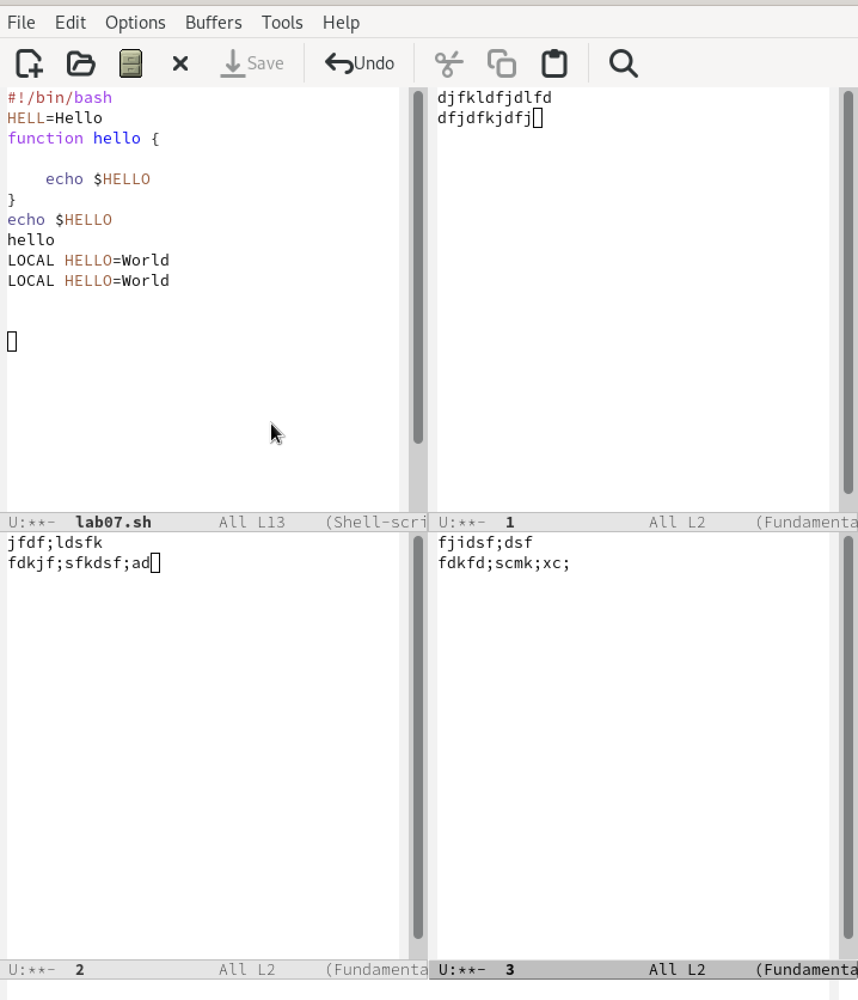 File Edit Options Buffers Tools Help
Save Undo
#!/bin/bash
HELL=Hello
function hello {
echo $HELLO
}
echo $HELLO
hello
LOCAL HELLO=World
LOCAL HELLO=World
U:**- lab07.sh All L13 (Shell-scri
djfkldfjdlfd
dfjdfkjdfj
U:**- 1 All L2 (Fundamenta
jfdf;ldsfk
fdkjf;sfkdsf;ad
U:**- 2 All L2 (Fundamenta
fjidsf;dsf
fdkfd;scmk;xc;
U:**- 3 All L2 (Fundamenta